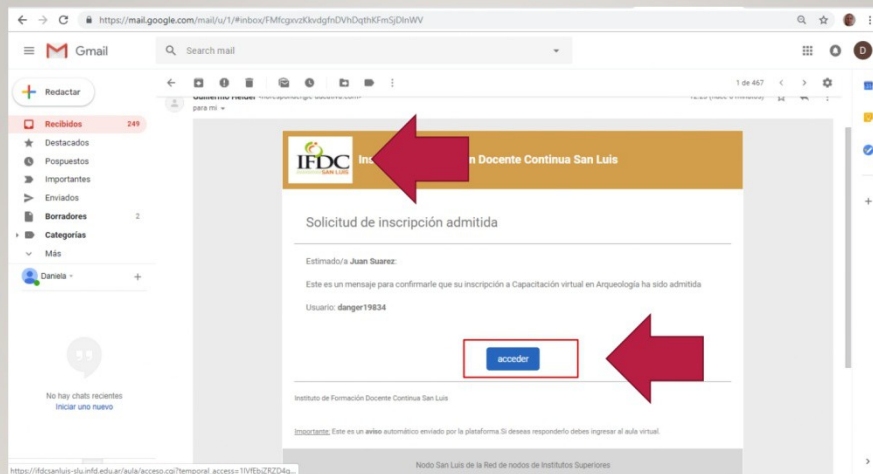 https://mail.google.com/mail/u/1/#inbox/FMfcgxvzKkvdgfnDVhDqthKFmSjDlnWV
Gmail
Search mail
D
Redactar
1 de 467
para mi
Recibidos 249
Destacados
Pospuestos
Importantes
Enviados
Borradores 2
Categorías
Más
Daniela
No hay chats recientes
Iniciar uno nuevo
IFDC
SAN LUIS
Docente Continua San Luis
Solicitud de inscripción admitida
Estimado/a Juan Suarez:
Este es un mensaje para confirmarle que su inscripción a Capacitación virtual en Arqueología ha sido admitida
Usuario: danger19834
acceder
Instituto de Formación Docente Continua San Luis
Importante: Este es un aviso automático enviado por la plataforma.Si deseas responderlo debes ingresar al aula virtual.
Nodo San Luis de la Red de nodos de Institutos Superiores